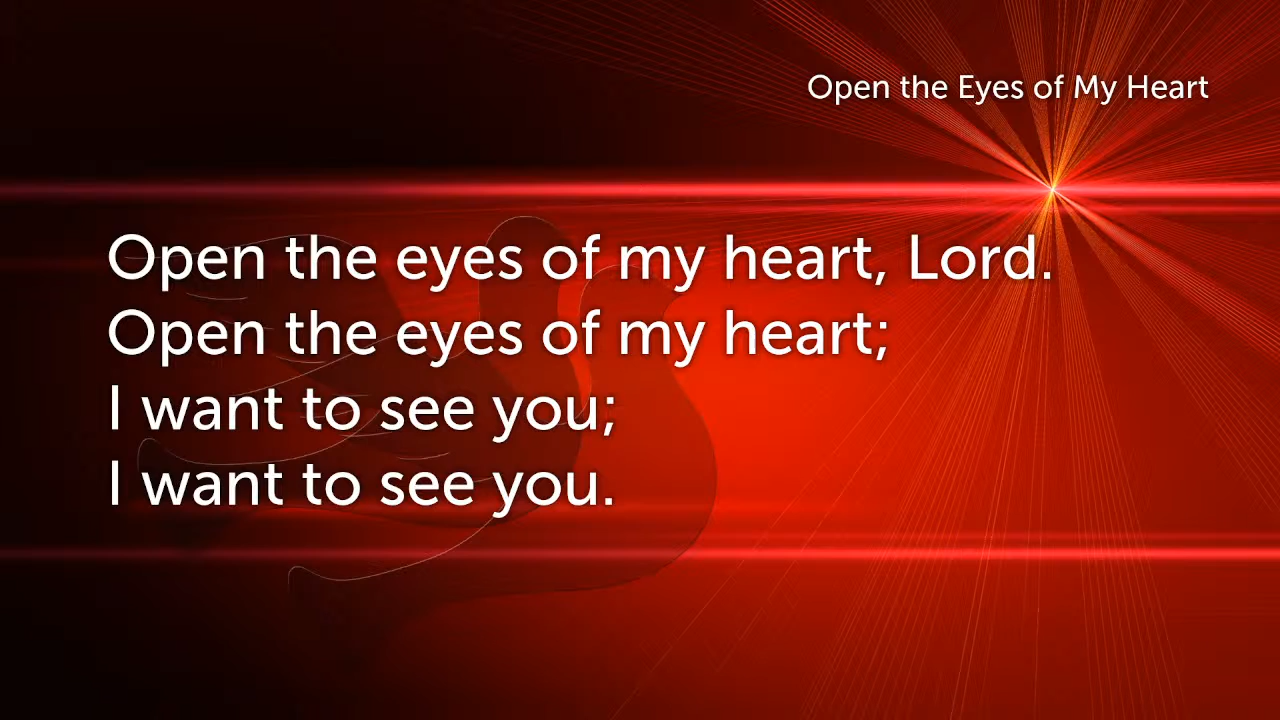 Open the Eyes of My Heart
Open the eyes of my heart, Lord.
Open the eyes of my heart;
I want to see you;
I want to see you.